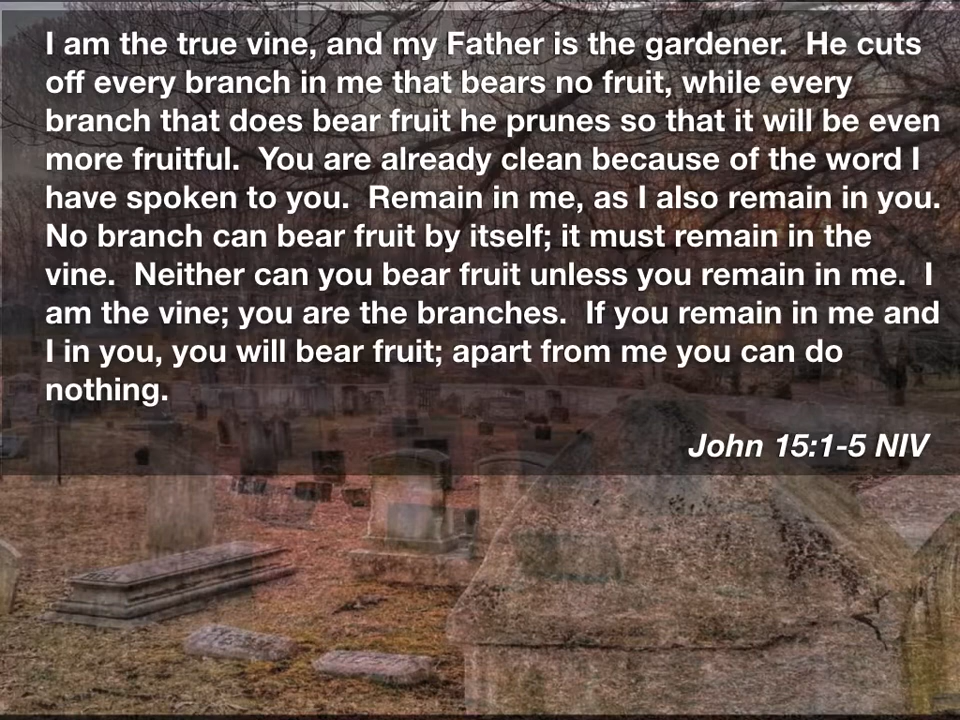 I am the true vine, and my Father is the gardener.  He cuts
off every branch in me that bears no fruit, while every
branch that does bear fruit he prunes so that it will be even
more fruitful.  You are already clean because of the word I
have spoken to you.  Remain in me, as I also remain in you.
No branch can bear fruit by itself; it must remain in the
vine.  Neither can you bear fruit unless you remain in me.  I
am the vine; you are the branches.  If you remain in me and
I in you, you will bear fruit; apart from me you can do
nothing.
John 15:1-5 NIV